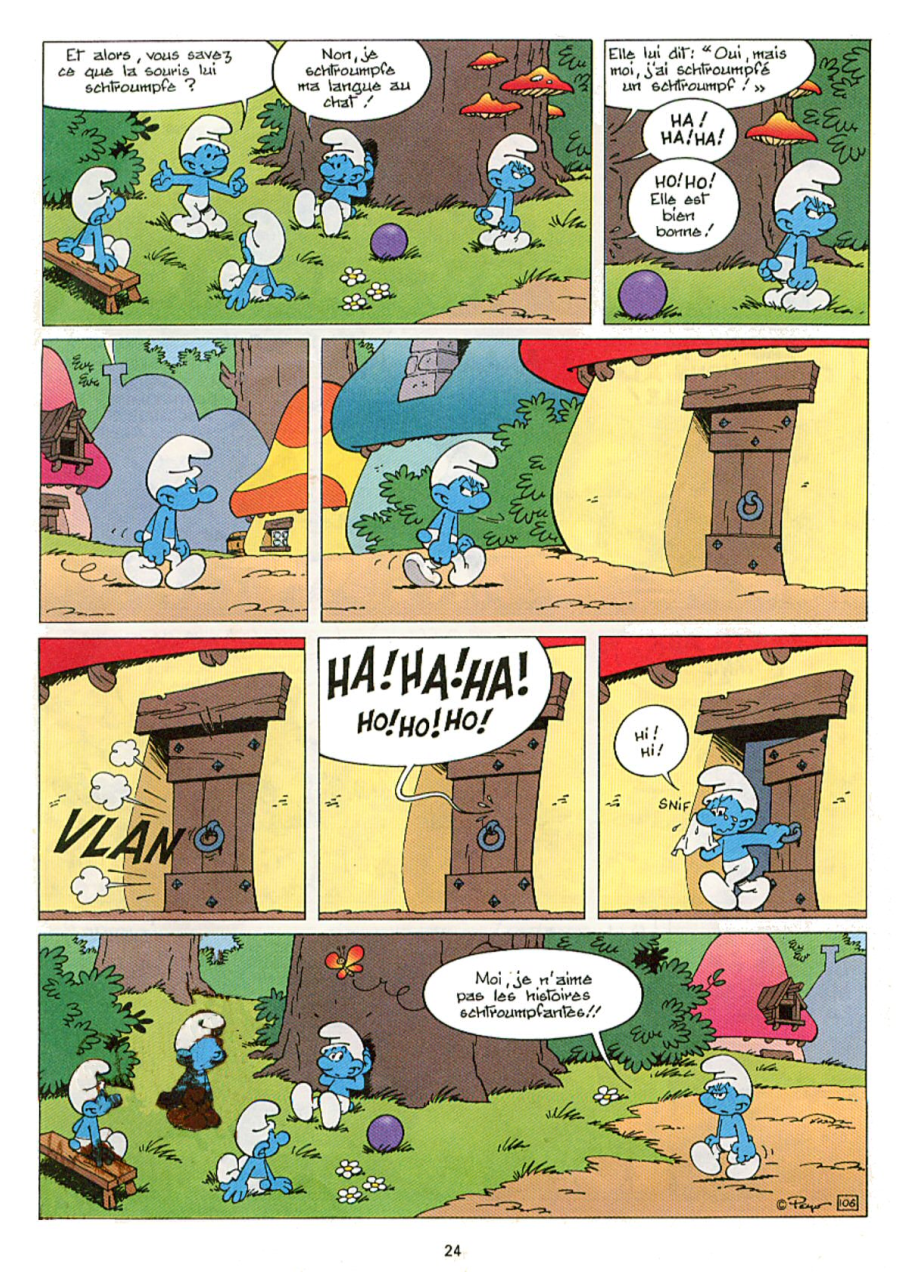 Et alors, vous savez
ce que la souris lui
schtroumpfe ?
Non, je
schtroumpfe
ma langue au
chat !
Elle lui dit : " Oui, mais
moi, j'ai schtroumpfé
un schtroumpf ! »
HA !
HA! HA!
HO! HO!
Elle est
bien
bonne !
VLAN
HA! HA! HA!
HO! HO! HO!
Hi !
Hi !
SNIF
Moi, je n'aime
pas les histoires
schtroumpfantes !!
© Peyo 106
24